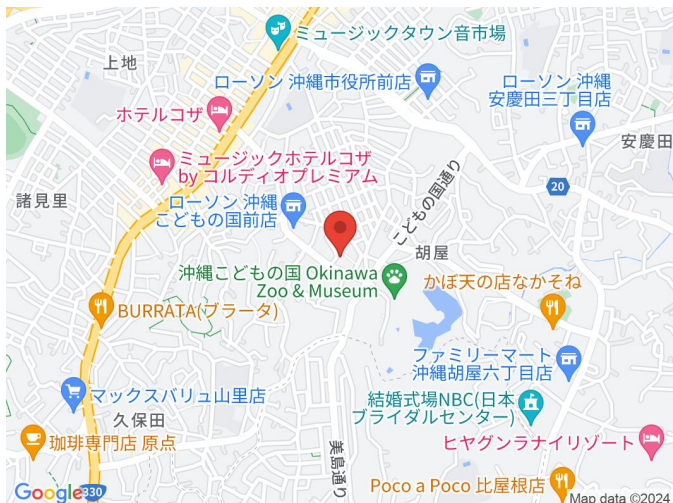 ミュージックタウン音市場
上地
ローソン 沖縄市役所前店
ローソン 沖縄
安慶田三丁目店
ホテルコザ
安慶田
ミュージックホテルコザ
by コルディオプレミアム
諸見里
ローソン 沖縄
こどもの国前店
20
こどもの国通り
胡屋
沖縄こどもの国 Okinawa
Zoo & Museum
かぼ天の店なかそね
BURRATA(ブラータ)
ファミリーマート
沖縄胡屋六丁目店
マックスバリュ山里店
結婚式場NBC(日本
ブライダルセンター)
久保田
珈琲専門店 原点
美島通り
ヒヤグンラナイリゾート
Poco a Poco 比屋根店
Google
330
Map data ©2024